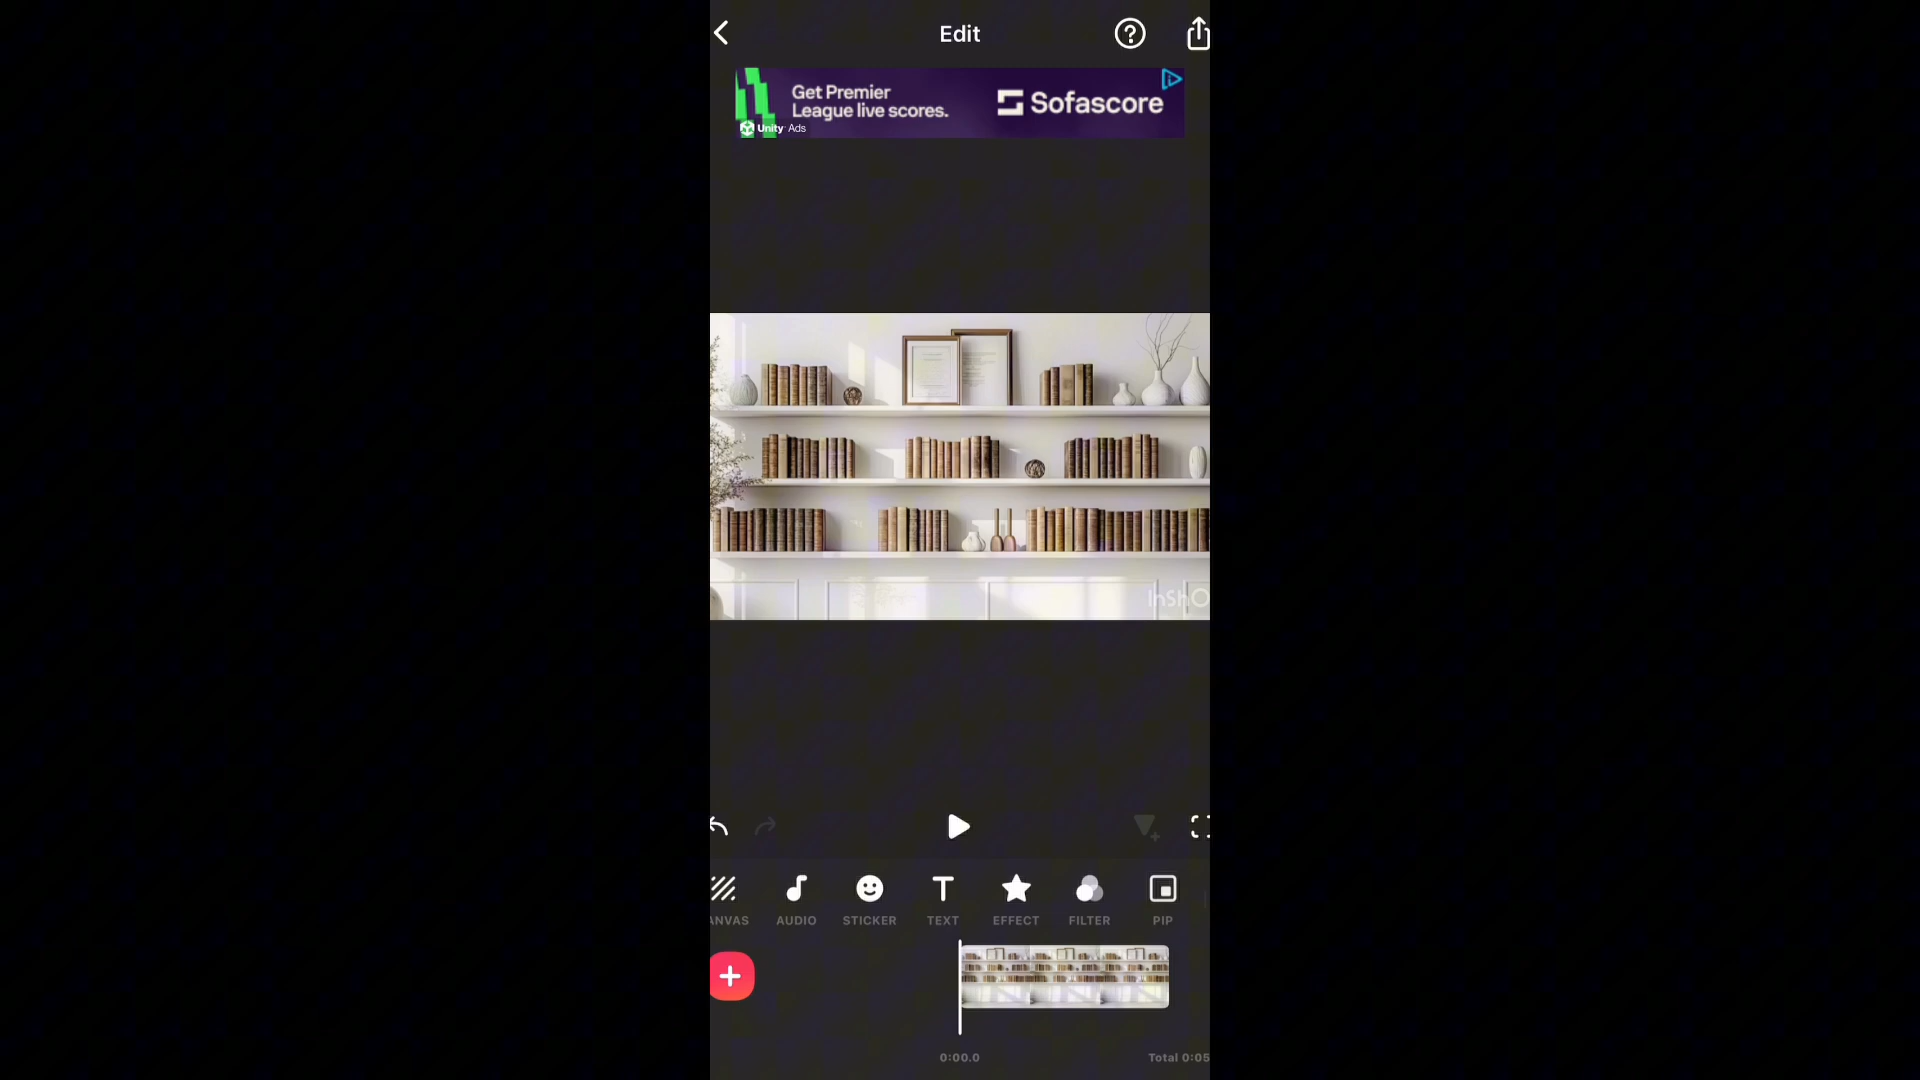 Edit
Get Premier
League live scores.
Sofascore
Unity Ads
InShO
ANVAS
AUDIO
STICKER
TEXT
EFFECT
FILTER
PIP
0:00.0
Total 0:05